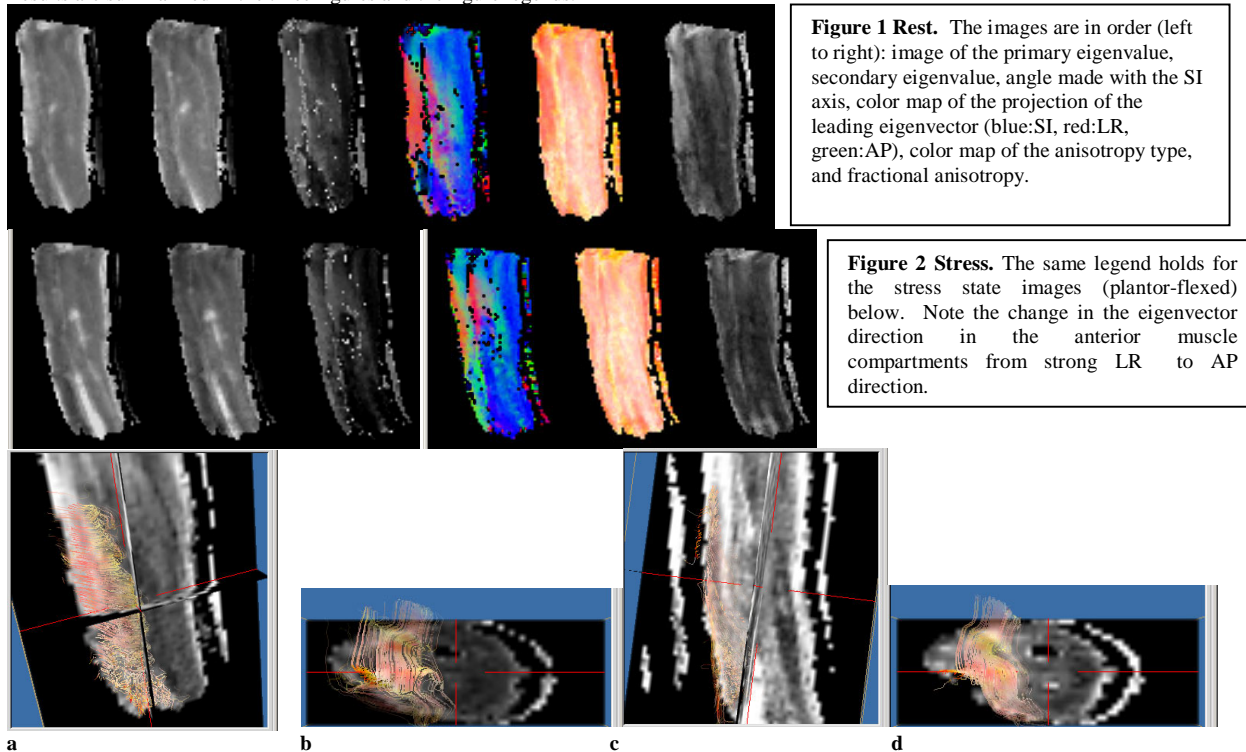 Figure 1 Rest. The images are in order (left
to right): image of the primary eigenvalue,
secondary eigenvalue, angle made with the SI
axis, color map of the projection of the
leading eigenvector (blue:SI, red:LR,
green:AP), color map of the anisotropy type,
and fractional anisotropy.
Figure 2 Stress. The same legend holds for
the stress state images (plantor-flexed)
below. Note the change in the eigenvector
direction in the anterior muscle
compartments from strong LR to AP
direction.
a b c d